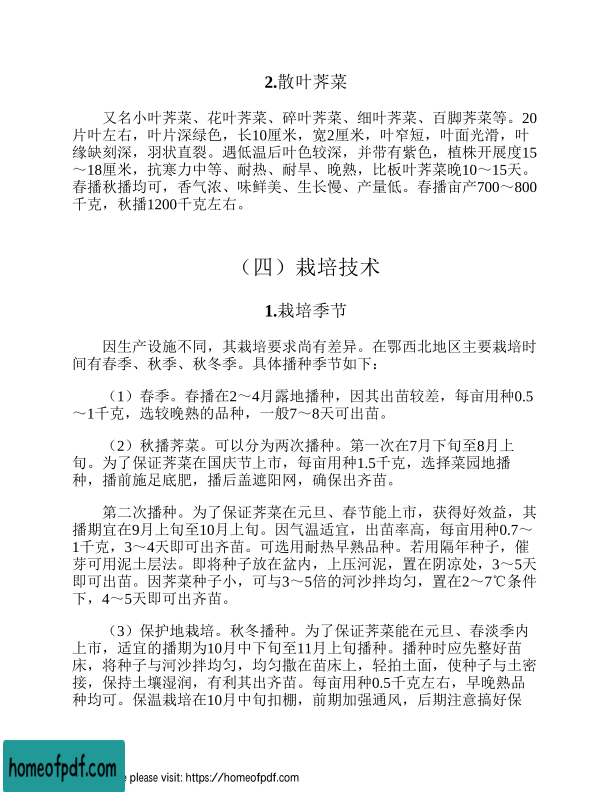 2.散叶荠菜
又名小叶荠菜、花叶荠菜、碎叶荠菜、细叶荠菜、百脚荠菜等。20
片叶左右，叶片深绿色，长10厘米，宽2厘米，叶窄短，叶面光滑，叶
缘缺刻深，羽状直裂。遇低温后叶色较深，并带有紫色，植株开展度15
～18厘米，抗寒力中等、耐热、耐旱、晚熟，比板叶荠菜晚10～15天。
春播秋播均可，香气浓、味鲜美、生长慢、产量低。春播亩产700～800
千克，秋播1200千克左右。
（四）栽培技术
1.栽培季节
因生产设施不同，其栽培要求尚有差异。在鄂西北地区主要栽培时
间有春季、秋季、秋冬季。具体播种季节如下：
（1）春季。春播在2～4月露地播种，因其出苗较差，每亩用种0.5
～1千克，选较晚熟的品种，一般7～8天可出苗。
（2）秋播荠菜。可以分为两次播种。第一次在7月下旬至8月上
旬。为了保证荠菜在国庆节上市，每亩用种1.5千克，选择菜园地播
种，播前施足底肥，播后盖遮阳网，确保出齐苗。
第二次播种。为了保证荠菜在元旦、春节能上市，获得好效益，其
播期宜在9月上旬至10月上旬。因气温适宜，出苗率高，每亩用种0.7～
1千克，3～4天即可出齐苗。可选用耐热早熟品种。若用隔年种子，催
芽可用泥土层法。即将种子放在盆内，上压河泥，置在阴凉处，3～5天
即可出苗。因荠菜种子小，可与3～5倍的河沙拌均匀，置在2～7℃条件
下，4～5天即可出齐苗。
（3）保护地栽培。秋冬播种。为了保证荠菜能在元旦、春淡季内
上市，适宜的播期为10月中下旬至11月上旬播种。播种时应先整好苗
床，将种子与河沙拌均匀，均匀撒在苗床上，轻拍土面，使种子与土密
接，保持土壤湿润，有利其出齐苗。每亩用种0.5千克左右，早晚熟品
种均可。保温栽培在10月中旬扣棚，前期加强通风，后期注意搞好保
homeofpdf.com
please visit: https://homeofpdf.com